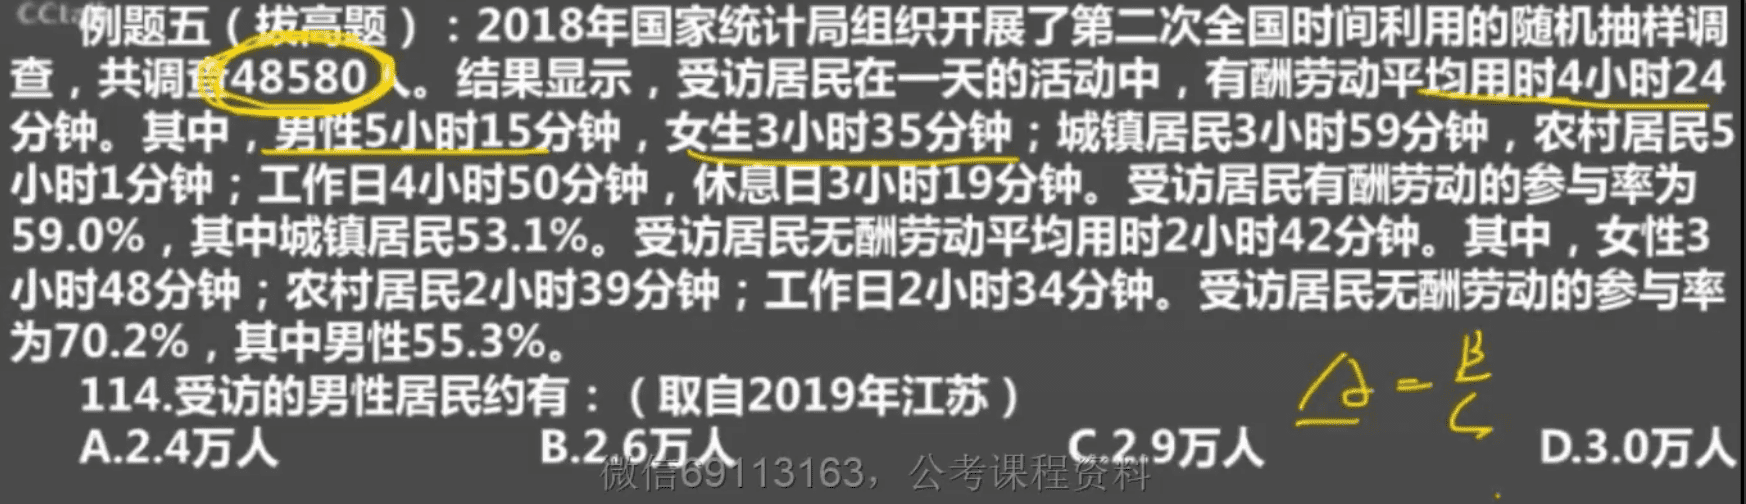 CCtalk
例题五（拔高题）：2018年国家统计局组织开展了第二次全国时间利用的随机抽样调
查，共调查48580人。结果显示，受访居民在一天的活动中，有酬劳动平均用时4小时24
分钟。其中，男性5小时15分钟，女生3小时35分钟；城镇居民3小时59分钟，农村居民5
小时1分钟；工作日4小时50分钟，休息日3小时19分钟。受访居民有酬劳动的参与率为
59.0%，其中城镇居民53.1%。受访居民无酬劳动平均用时2小时42分钟。其中，女性3
小时48分钟；农村居民2小时39分钟；工作日2小时34分钟。受访居民无酬劳动的参与率
为70.2%，其中男性55.3%。
114.受访的男性居民约有：（取自2019年江苏）
A.2.4万人 B.2.6万人 C.2.9万人 D.3.0万人
= B
C
微信69113163，公考课程资料